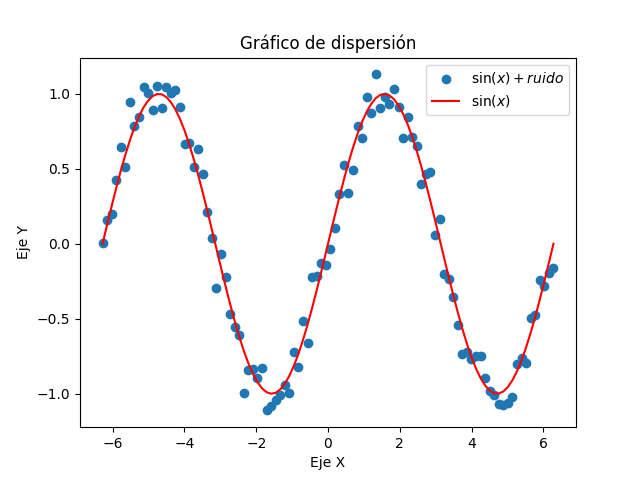 Gráfico de dispersión
sin(x) + ruido
sin(x)
1.0
0.5
0.0
−0.5
−1.0
Eje Y
−6 −4 −2 0 2 4 6
Eje X